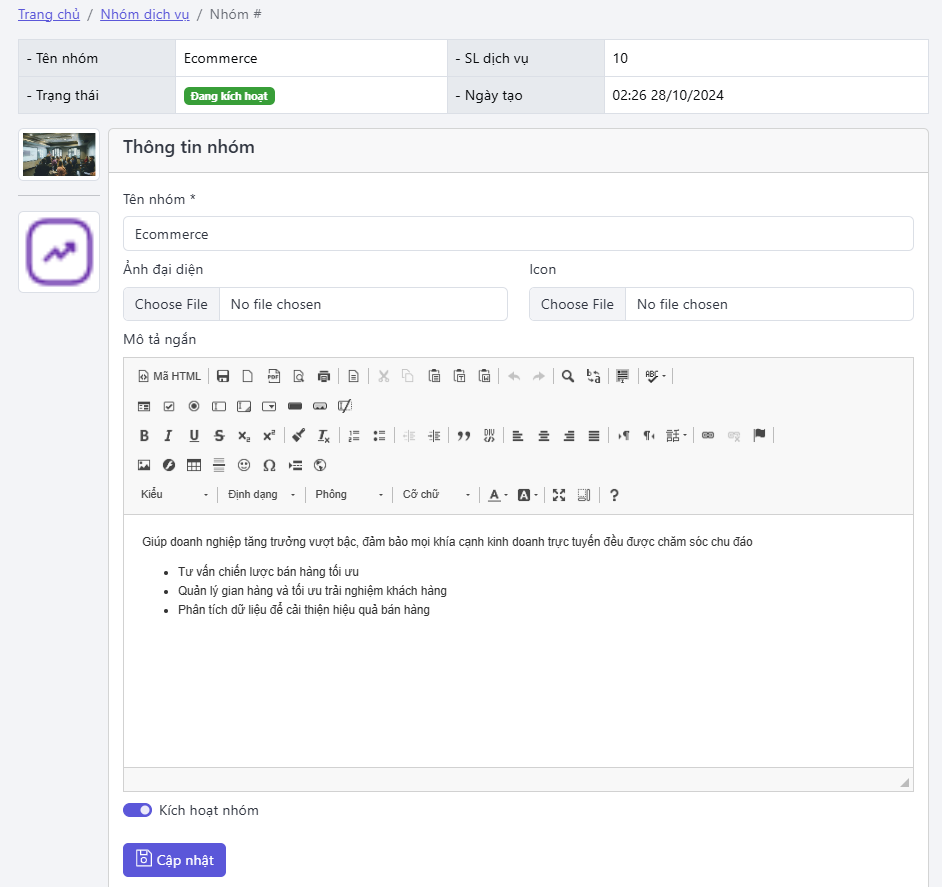 Trang chủ / Nhóm dịch vụ / Nhóm #
- Tên nhóm Ecommerce - SL dịch vụ 10
- Trạng thái Đang kích hoạt - Ngày tạo 02:26 28/10/2024
Thông tin nhóm
Tên nhóm *
Ecommerce
Ảnh đại diện Icon
Choose File No file chosen Choose File No file chosen
Mô tả ngắn
Mã HTML
Kiểu Định dạng Phông Cỡ chữ
Giúp doanh nghiệp tăng trưởng vượt bậc, đảm bảo mọi khía cạnh kinh doanh trực tuyến đều được chăm sóc chu đáo
• Tư vấn chiến lược bán hàng tối ưu
• Quản lý gian hàng và tối ưu trải nghiệm khách hàng
• Phân tích dữ liệu để cải thiện hiệu quả bán hàng
Kích hoạt nhóm
Cập nhật